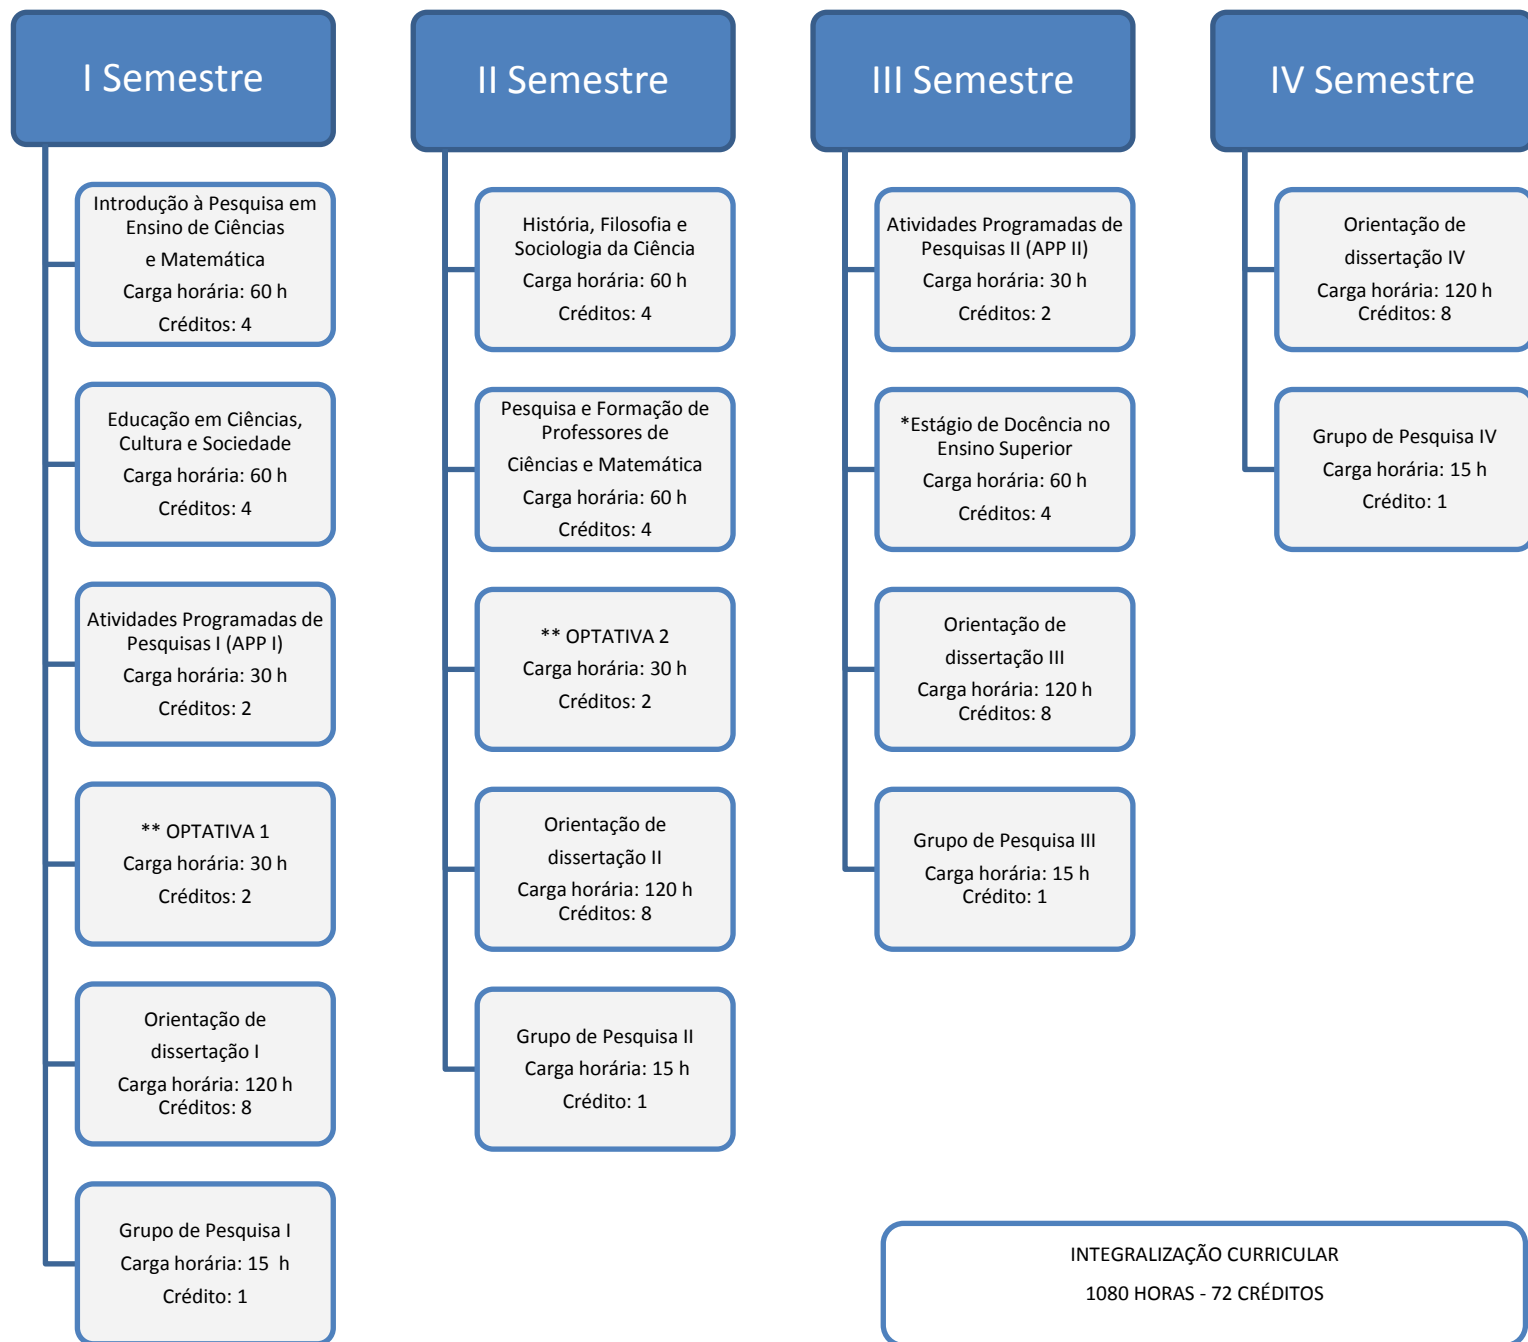 I Semestre
Introdução à Pesquisa em
Ensino de Ciências
e Matemática
Carga horária: 60 h
Créditos: 4
Educação em Ciências,
Cultura e Sociedade
Carga horária: 60 h
Créditos: 4
Atividades Programadas de
Pesquisas I (APP I)
Carga horária: 30 h
Créditos: 2
** OPTATIVA 1
Carga horária: 30 h
Créditos: 2
Orientação de
dissertação I
Carga horária: 120 h
Créditos: 8
Grupo de Pesquisa I
Carga horária: 15 h
Crédito: 1
II Semestre
História, Filosofia e
Sociologia da Ciência
Carga horária: 60 h
Créditos: 4
Pesquisa e Formação de
Professores de
Ciências e Matemática
Carga horária: 60 h
Créditos: 4
** OPTATIVA 2
Carga horária: 30 h
Créditos: 2
Orientação de
dissertação II
Carga horária: 120 h
Créditos: 8
Grupo de Pesquisa II
Carga horária: 15 h
Crédito: 1
III Semestre
Atividades Programadas de
Pesquisas II (APP II)
Carga horária: 30 h
Créditos: 2
*Estágio de Docência no
Ensino Superior
Carga horária: 60 h
Créditos: 4
Orientação de
dissertação III
Carga horária: 120 h
Créditos: 8
Grupo de Pesquisa III
Carga horária: 15 h
Crédito: 1
IV Semestre
Orientação de
dissertação IV
Carga horária: 120 h
Créditos: 8
Grupo de Pesquisa IV
Carga horária: 15 h
Crédito: 1
INTEGRALIZAÇÃO CURRICULAR
1080 HORAS - 72 CRÉDITOS